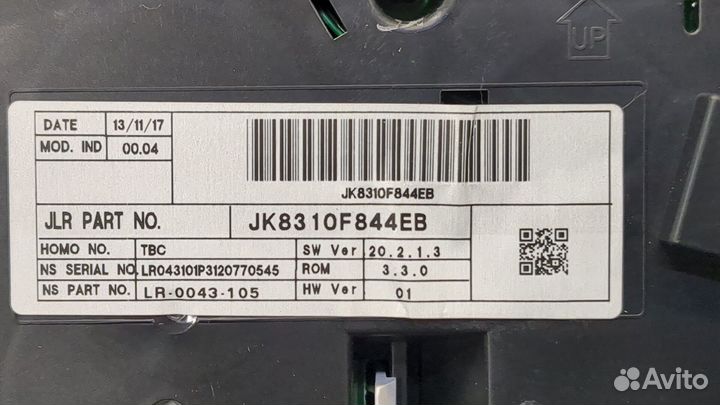 UP
DATE 13/11/17
MOD. IND 00.04
JK8310F844EB
JLR PART NO. JK8310F844EB
HOMO NO. TBC SW Ver 20.2.1.3
NS SERIAL NO. LR043101P3120770545 ROM 3.3.0
NS PART NO. LR-0043-105 HW Ver 01
Avito